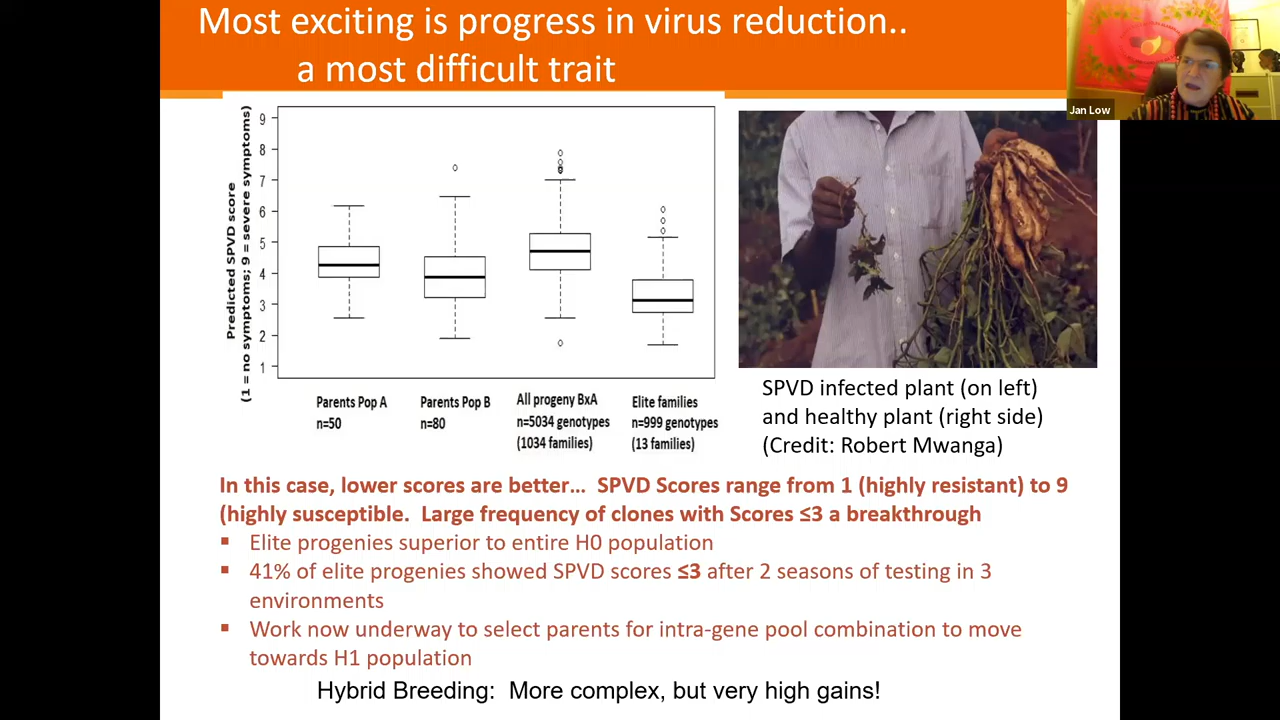 Most exciting is progress in virus reduction..
a most difficult trait
Jan Low
Predicted SPVD score
(1 = no symptoms; 9 = severe symptoms)
9
8
7
6
5
4
3
2
1
Parents Pop A
n=50
Parents Pop B
n=80
All progeny BxA
n=5034 genotypes
(1034 families)
Elite families
n=999 genotypes
(13 families)
SPVD infected plant (on left)
and healthy plant (right side)
(Credit: Robert Mwanga)
In this case, lower scores are better... SPVD Scores range from 1 (highly resistant) to 9
(highly susceptible. Large frequency of clones with Scores ≤3 a breakthrough
▪ Elite progenies superior to entire H0 population
▪ 41% of elite progenies showed SPVD scores ≤3 after 2 seasons of testing in 3
environments
▪ Work now underway to select parents for intra-gene pool combination to move
towards H1 population
Hybrid Breeding: More complex, but very high gains!